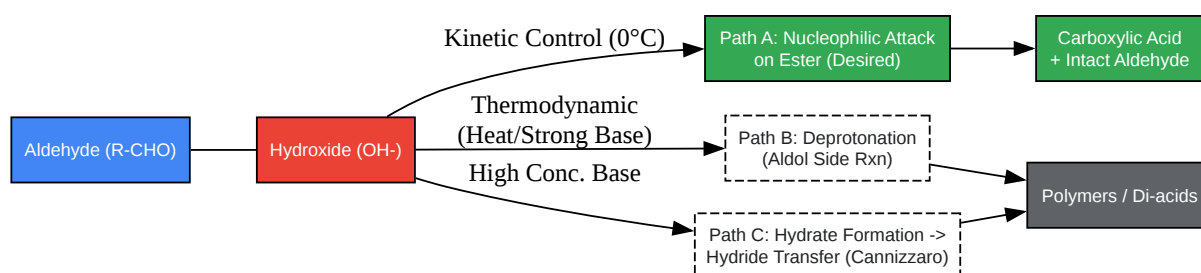 Aldehyde (R-CHO)
Hydroxide (OH-)
Kinetic Control (0°C)
Path A: Nucleophilic Attack
on Ester (Desired)
Carboxylic Acid
+ Intact Aldehyde
Thermodynamic
(Heat/Strong Base)
Path B: Deprotonation
(Aldol Side Rxn)
High Conc. Base
Path C: Hydrate Formation ->
Hydride Transfer (Cannizzaro)
Polymers / Di-acids